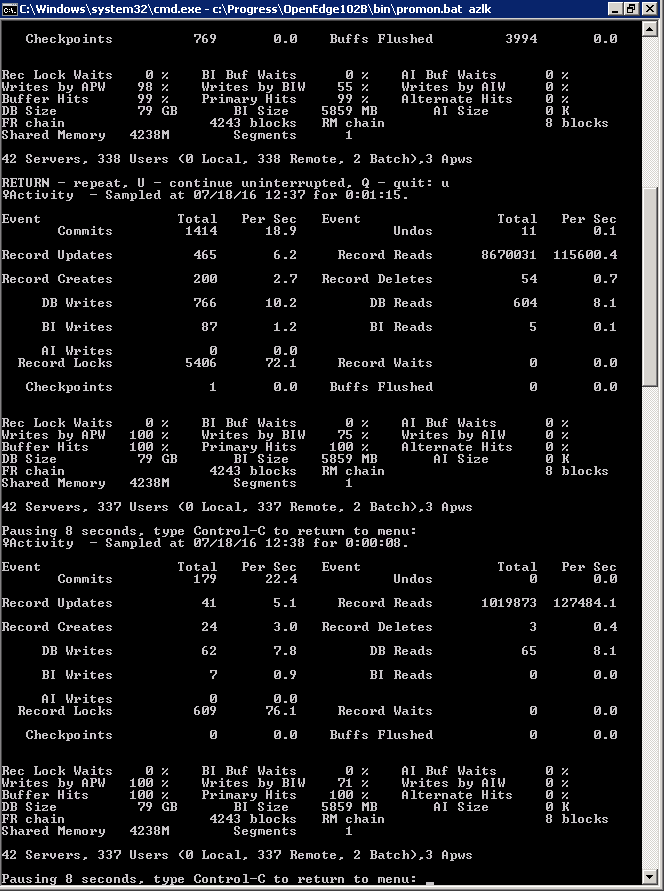 C:\Windows\system32\cmd.exe - c:\Progress\OpenEdge102B\bin\promon.bat azlk
Checkpoints 769 0.0 Buffs Flushed 3994 0.0
Rec Lock Waits 0 % BI Buf Waits 0 % AI Buf Waits 0 %
Writes by APW 98 % Writes by BIW 55 % Writes by AIW 0 %
Buffer Hits 99 % Primary Hits 99 % Alternate Hits 0 %
DB Size 79 GB BI Size 5859 MB AI Size 0 K
FR chain 4243 blocks RM chain 8 blocks
Shared Memory 4238M Segments 1
42 Servers, 338 Users (0 Local, 338 Remote, 2 Batch),3 Apws
RETURN - repeat, U - continue uninterrupted, Q - quit: u
♀Activity - Sampled at 07/18/16 12:37 for 0:01:15.
Event Total Per Sec Event Total Per Sec
Commits 1414 18.9 Undos 11 0.1
Record Updates 465 6.2 Record Reads 8670031 115600.4
Record Creates 200 2.7 Record Deletes 54 0.7
DB Writes 766 10.2 DB Reads 604 8.1
BI Writes 87 1.2 BI Reads 5 0.1
AI Writes 0 0.0
Record Locks 5406 72.1 Record Waits 0 0.0
Checkpoints 1 0.0 Buffs Flushed 0 0.0
Rec Lock Waits 0 % BI Buf Waits 0 % AI Buf Waits 0 %
Writes by APW 100 % Writes by BIW 75 % Writes by AIW 0 %
Buffer Hits 100 % Primary Hits 100 % Alternate Hits 0 %
DB Size 79 GB BI Size 5859 MB AI Size 0 K
FR chain 4243 blocks RM chain 8 blocks
Shared Memory 4238M Segments 1
42 Servers, 337 Users (0 Local, 337 Remote, 2 Batch),3 Apws
Pausing 8 seconds, type Control-C to return to menu:
♀Activity - Sampled at 07/18/16 12:38 for 0:00:08.
Event Total Per Sec Event Total Per Sec
Commits 179 22.4 Undos 0 0.0
Record Updates 41 5.1 Record Reads 1019873 127484.1
Record Creates 24 3.0 Record Deletes 3 0.4
DB Writes 62 7.8 DB Reads 65 8.1
BI Writes 7 0.9 BI Reads 0 0.0
AI Writes 0 0.0
Record Locks 609 76.1 Record Waits 0 0.0
Checkpoints 0 0.0 Buffs Flushed 0 0.0
Rec Lock Waits 0 % BI Buf Waits 0 % AI Buf Waits 0 %
Writes by APW 100 % Writes by BIW 71 % Writes by AIW 0 %
Buffer Hits 100 % Primary Hits 100 % Alternate Hits 0 %
DB Size 79 GB BI Size 5859 MB AI Size 0 K
FR chain 4243 blocks RM chain 8 blocks
Shared Memory 4238M Segments 1
42 Servers, 337 Users (0 Local, 337 Remote, 2 Batch),3 Apws
Pausing 8 seconds, type Control-C to return to menu: _